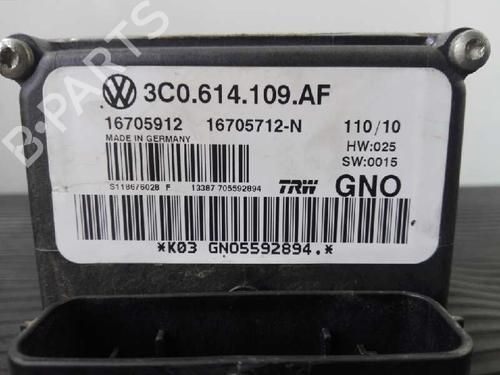 3C0.614.109.AF
16705912 16705712-N 110/10
MADE IN GERMANY HW:025
SW:0015
S118676028 F 13387 705592894 TRW GNO
*K03 GNO5592894.*
B-PARTS